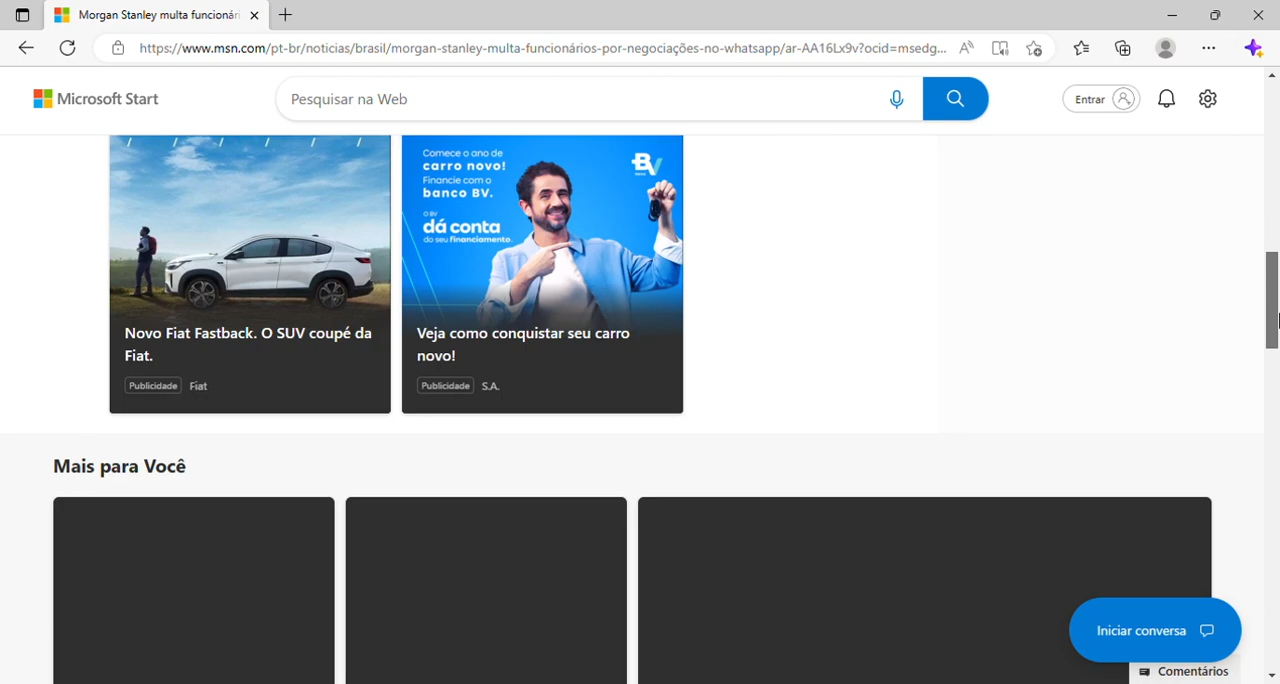 Morgan Stanley multa funcionári
https://www.msn.com/pt-br/noticias/brasil/morgan-stanley-multa-funcionários-por-negociações-no-whatsapp/ar-AA16Lx9v?ocid=msedg...
Microsoft Start
Pesquisar na Web
Entrar
Comece o ano de
carro novo!
Financie com o
banco BV.
O BV
dá conta
do seu financiamento.
BV
Novo Fiat Fastback. O SUV coupé da
Fiat.
Publicidade Fiat
Veja como conquistar seu carro
novo!
Publicidade S.A.
Mais para Você
Iniciar conversa
Comentários